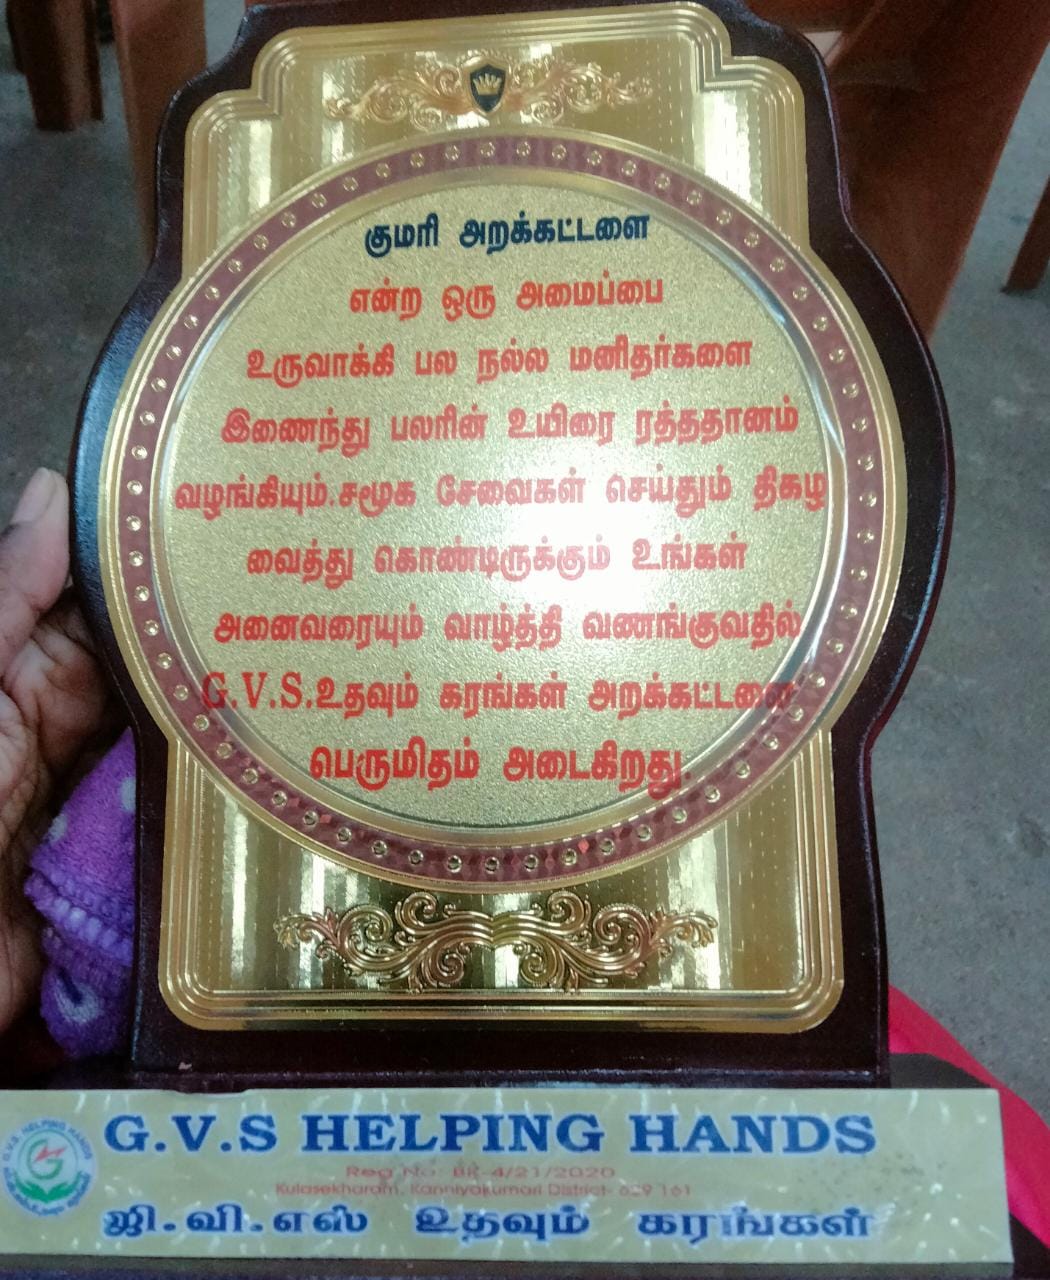 குமரி அறக்கட்டளை
என்ற ஒரு அமைப்பை
உருவாக்கி பல நல்ல மனிதர்களை
இணைந்து பலரின் உயிரை ரத்ததானம்
வழங்கியும்.சமூக சேவைகள் செய்தும் திகழ
வைத்து கொண்டிருக்கும் உங்கள்
அனைவரையும் வாழ்த்தி வணங்குவதில்
G.V.S.உதவும் கரங்கள் அறக்கட்டளை
பெருமிதம் அடைகிறது.
G.V.S HELPING HANDS
Reg No: BK-4/21/2020
Kulasekharam, Kanniyakumari District- 629 161
ஜி.வி.எஸ் உதவும் கரங்கள்
G.V.S. HELPING HANDS